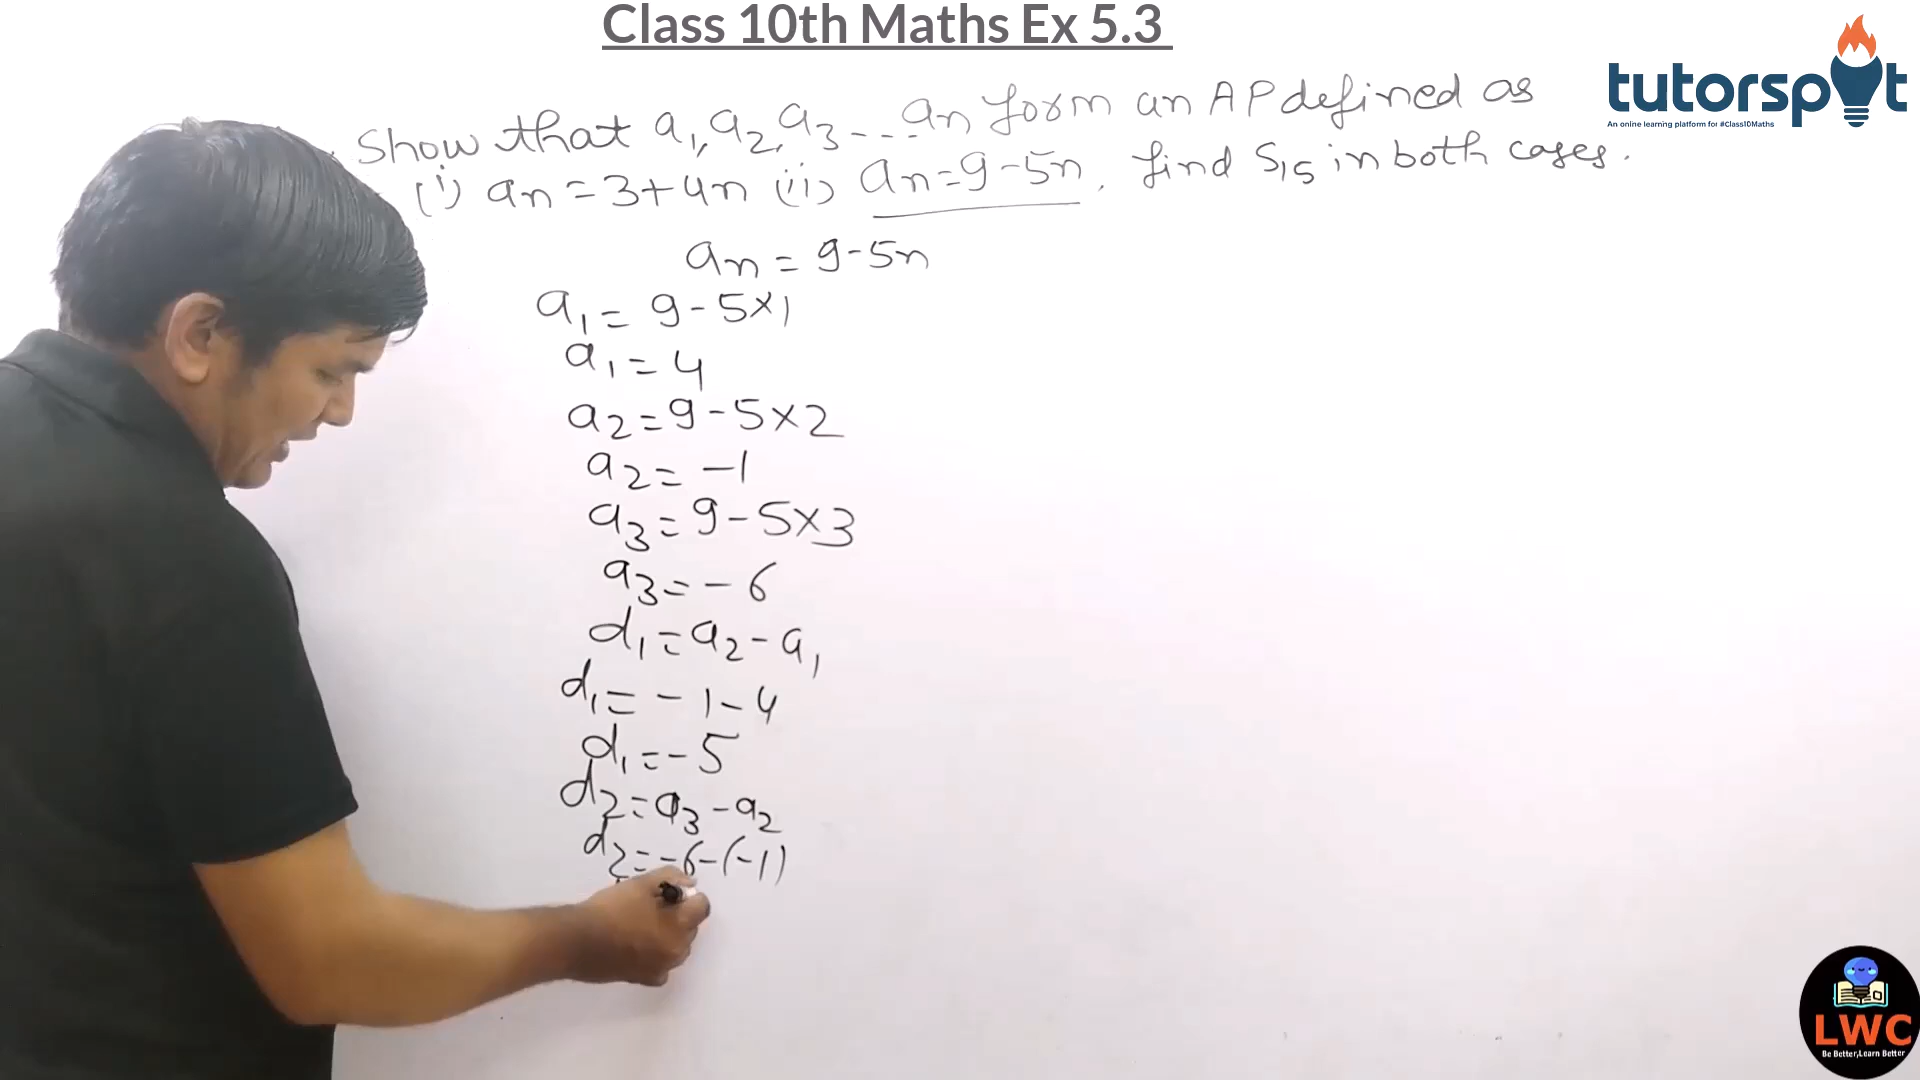 Class 10th Maths Ex 5.3
tutorspot
An online learning platform for #Class10Maths
Show that a₁, a₂, a₃ --- aₙ form an AP defined as
(i) aₙ = 3+4n (ii) aₙ = 9-5n, find S₁₅ in both cases.
aₙ = 9-5n
a₁ = 9-5×1
a₁ = 4
a₂ = 9-5×2
a₂ = -1
a₃ = 9-5×3
a₃ = -6
d₁ = a₂ - a₁
d₁ = -1-4
d₁ = -5
d₂ = a₃ - a₂
d₂ = -6-(-1)
LWC
Be Better,Learn Better